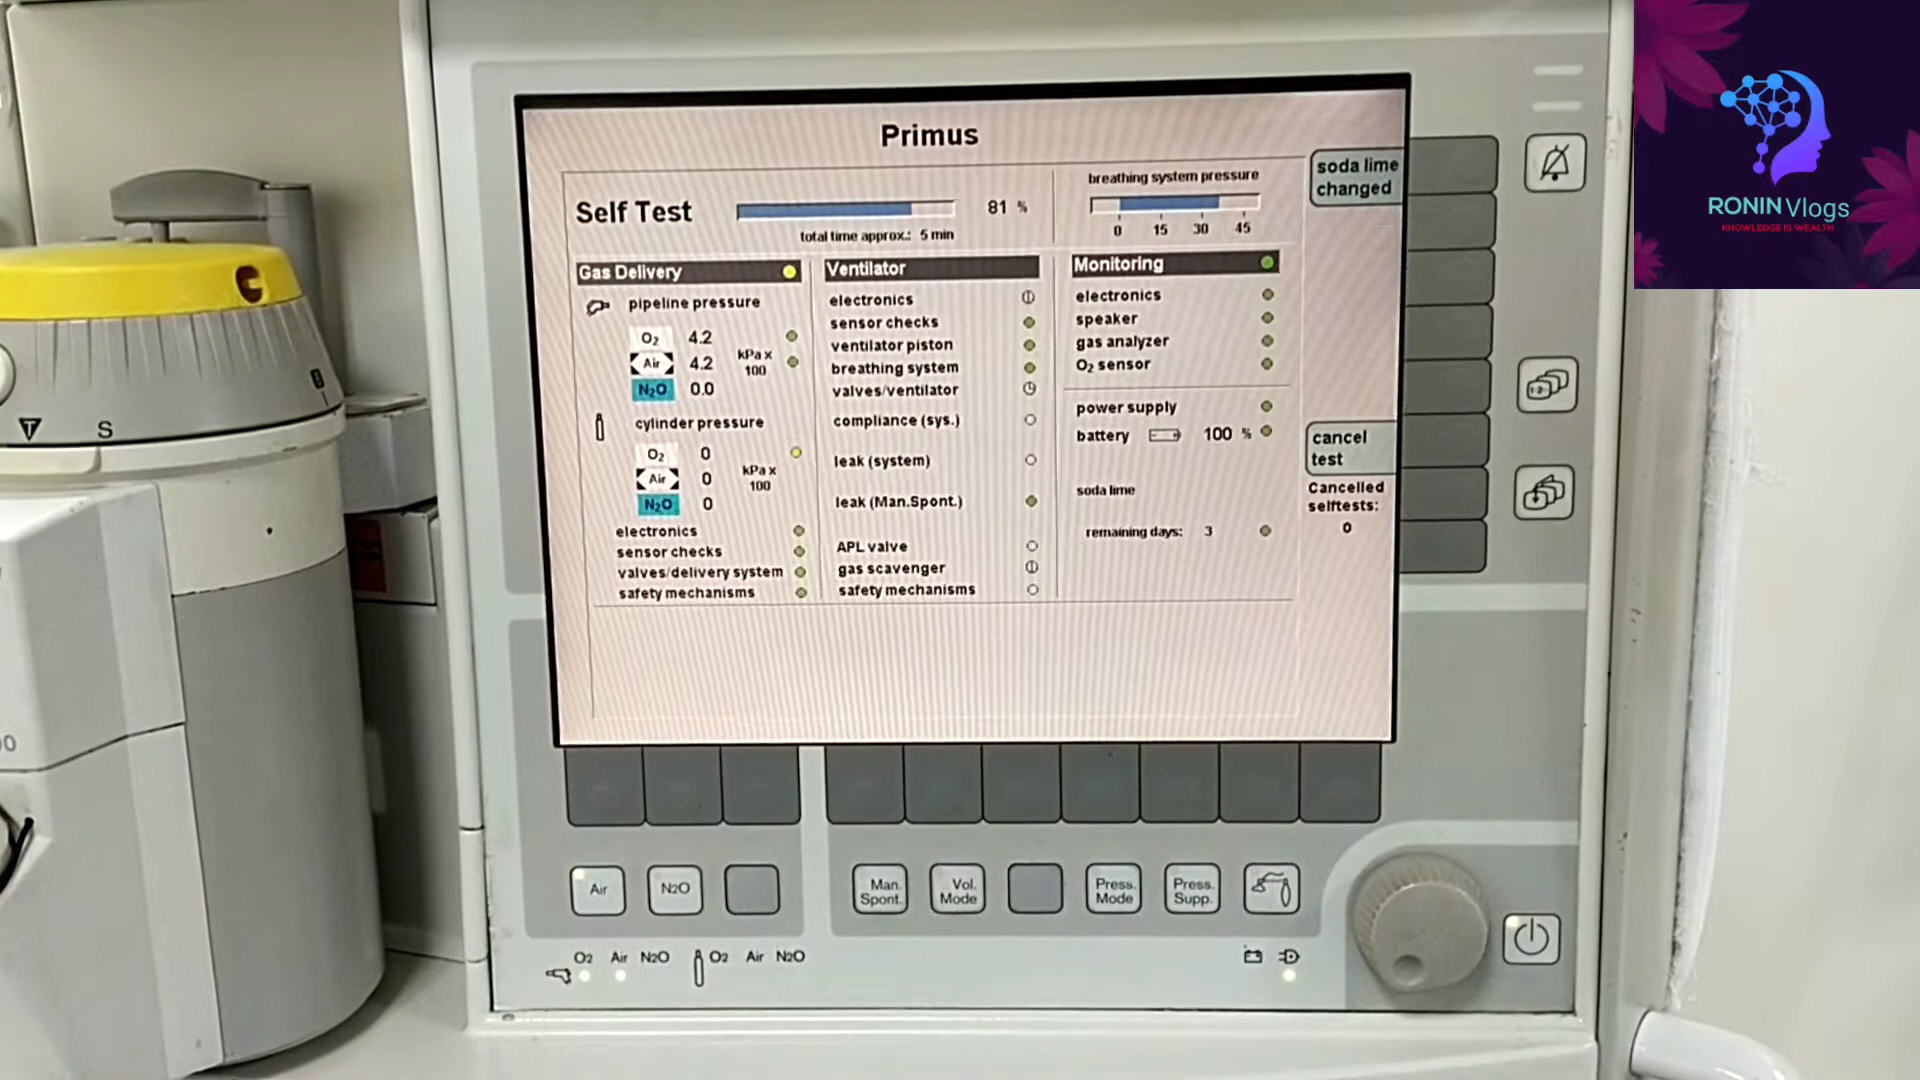 Primus
Self Test
81 %
total time approx.: 5 min
breathing system pressure
0 15 30 45
soda lime
changed
Gas Delivery
pipeline pressure
O₂ 4.2
Air 4.2
N₂O 0.0
kPa x
100
cylinder pressure
O₂ 0
Air 0
N₂O 0
kPa x
100
electronics
sensor checks
valves/delivery system
safety mechanisms
Ventilator
electronics
sensor checks
ventilator piston
breathing system
valves/ventilator
compliance (sys.)
leak (system)
leak (Man.Spont.)
APL valve
gas scavenger
safety mechanisms
Monitoring
electronics
speaker
gas analyzer
O₂ sensor
power supply
battery 100 %
soda lime
remaining days: 3
cancel
test
Cancelled
selftests:
0
Air
N2O
Man.
Spont.
Vol.
Mode
Press.
Mode
Press.
Supp.
O2 Air N2O
O2 Air N2O
T S
RONIN Vlogs
KNOWLEDGE IS WEALTH